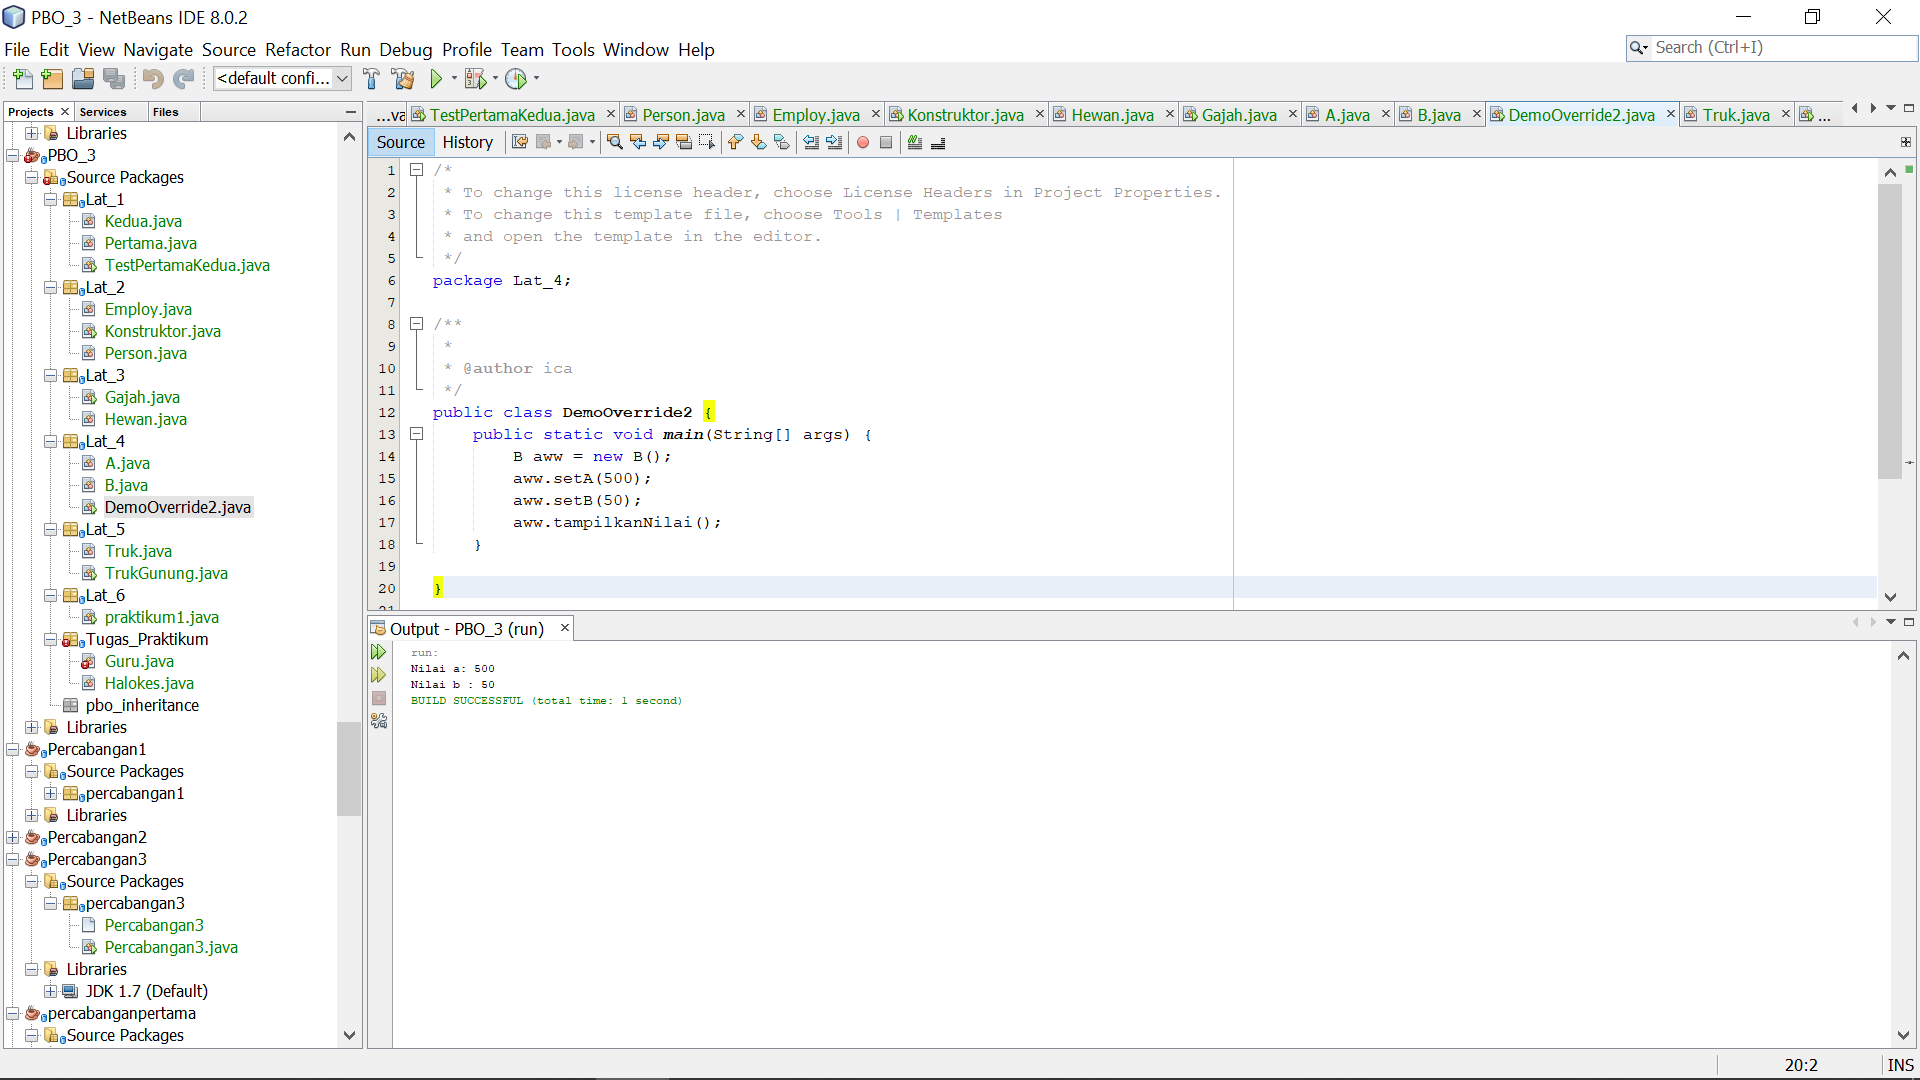 PBO_3 - NetBeans IDE 8.0.2
File Edit View Navigate Source Refactor Run Debug Profile Team Tools Window Help
Search (Ctrl+I)
<default confi...
Projects Services Files
Libraries
PBO_3
Source Packages
Lat_1
Kedua.java
Pertama.java
TestPertamaKedua.java
Lat_2
Employ.java
Konstruktor.java
Person.java
Lat_3
Gajah.java
Hewan.java
Lat_4
A.java
B.java
DemoOverride2.java
Lat_5
Truk.java
TrukGunung.java
Lat_6
praktikum1.java
Tugas_Praktikum
Guru.java
Halokes.java
pbo_inheritance
Libraries
Percabangan1
Source Packages
percabangan1
Libraries
Percabangan2
Percabangan3
Source Packages
percabangan3
Percabangan3
Percabangan3.java
Libraries
JDK 1.7 (Default)
percabanganpertama
Source Packages
...va TestPertamaKedua.java Person.java Employ.java Konstruktor.java Hewan.java Gajah.java A.java B.java DemoOverride2.java Truk.java ...
Source History
1 /*
2 * To change this license header, choose License Headers in Project Properties.
3 * To change this template file, choose Tools | Templates
4 * and open the template in the editor.
5 */
6 package Lat_4;
7
8 /**
9 *
10 * @author ica
11 */
12 public class DemoOverride2 {
13 public static void main(String[] args) {
14 B aww = new B();
15 aww.setA(500);
16 aww.setB(50);
17 aww.tampilkanNilai();
18 }
19
20 }
21
Output - PBO_3 (run)
run:
Nilai a: 500
Nilai b : 50
BUILD SUCCESSFUL (total time: 1 second)
20:2 INS